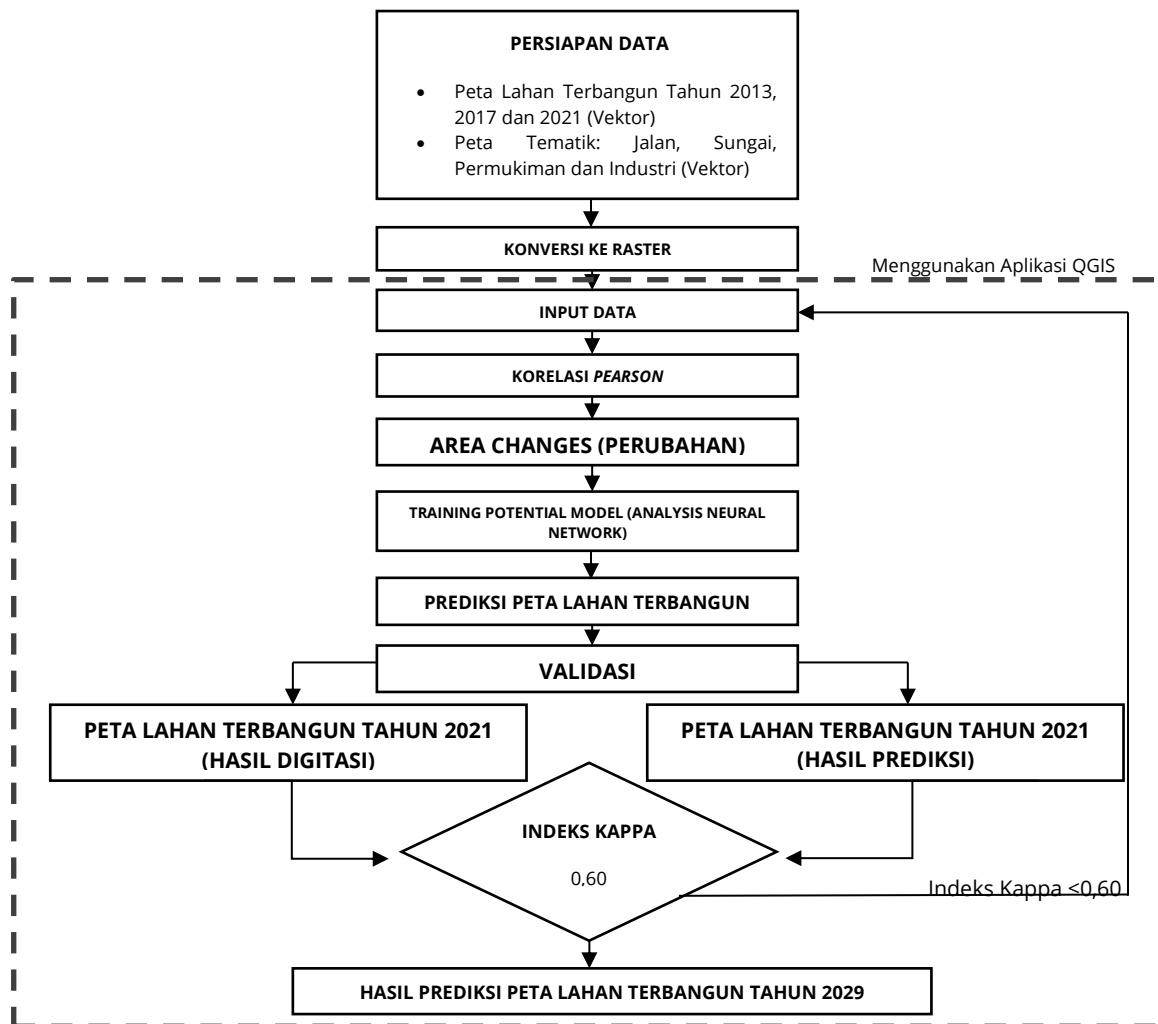 PERSIAPAN DATA
• Peta Lahan Terbangun Tahun 2013,
2017 dan 2021 (Vektor)
• Peta Tematik: Jalan, Sungai,
Permukiman dan Industri (Vektor)
KONVERSI KE RASTER
Menggunakan Aplikasi QGIS
INPUT DATA
KORELASI PEARSON
AREA CHANGES (PERUBAHAN)
TRAINING POTENTIAL MODEL (ANALYSIS NEURAL
NETWORK)
PREDIKSI PETA LAHAN TERBANGUN
VALIDASI
PETA LAHAN TERBANGUN TAHUN 2021
(HASIL DIGITASI)
PETA LAHAN TERBANGUN TAHUN 2021
(HASIL PREDIKSI)
INDEKS KAPPA
0,60
Indeks Kappa <0,60
HASIL PREDIKSI PETA LAHAN TERBANGUN TAHUN 2029